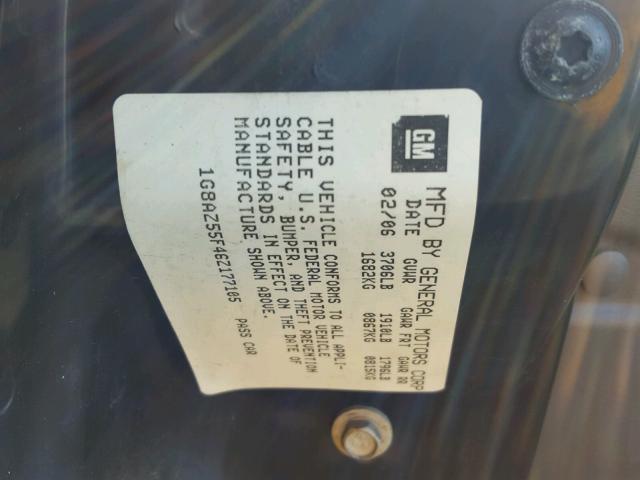 GM
MFD BY GENERAL MOTORS CORP
DATE GVWR GAWR FRT GAWR RR
02/06 3706LB 1910LB 1796LB
1682KG 0867KG 0815KG
THIS VEHICLE CONFORMS TO ALL APPLI-
CABLE U.S. FEDERAL MOTOR VEHICLE
SAFETY, BUMPER, AND THEFT PREVENTION
STANDARDS IN EFFECT ON THE DATE OF
MANUFACTURE SHOWN ABOVE.
1G8AZ55F46Z177105 PASS CAR